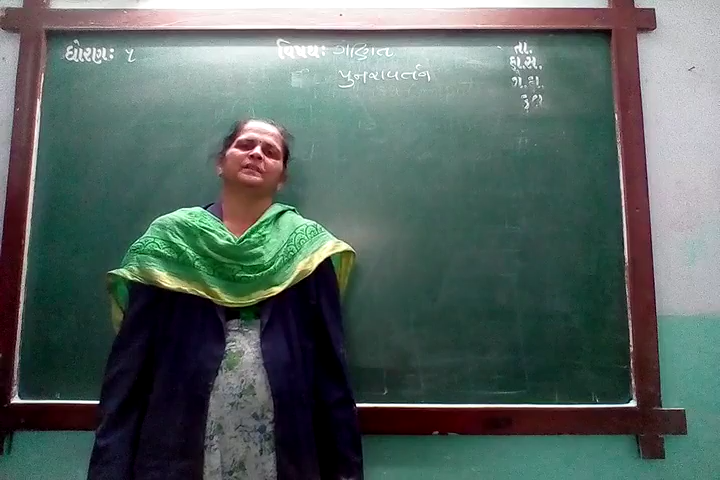 ધોરણઃ ૫ વિષયઃ ગણિત તા.
પુનરાવર્તન ફા.સ.
ગે.હા.
કુલ